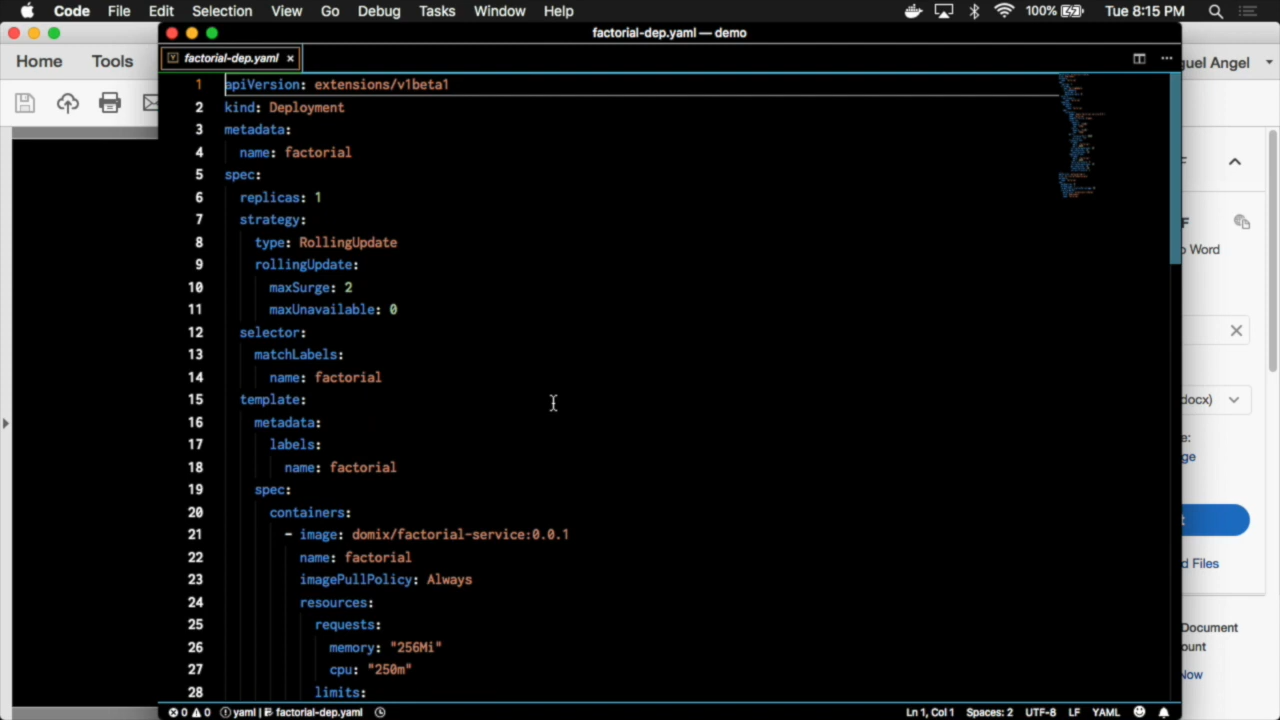 Code File Edit Selection View Go Debug Tasks Window Help 100% Tue 8:15 PM
factorial-dep.yaml — demo
Home Tools
guel Angel
factorial-dep.yaml ×
1 apiVersion: extensions/v1beta1
2 kind: Deployment
3 metadata:
4 name: factorial
5 spec:
6 replicas: 1
7 strategy:
8 type: RollingUpdate
9 rollingUpdate:
10 maxSurge: 2
11 maxUnavailable: 0
12 selector:
13 matchLabels:
14 name: factorial
15 template:
16 metadata:
17 labels:
18 name: factorial
19 spec:
20 containers:
21 - image: domix/factorial-service:0.0.1
22 name: factorial
23 imagePullPolicy: Always
24 resources:
25 requests:
26 memory: "256Mi"
27 cpu: "250m"
28 limits:
o Word
docx)
ge
d Files
Document
ount
Now
0 0 yaml | factorial-dep.yaml Ln 1, Col 1 Spaces: 2 UTF-8 LF YAML